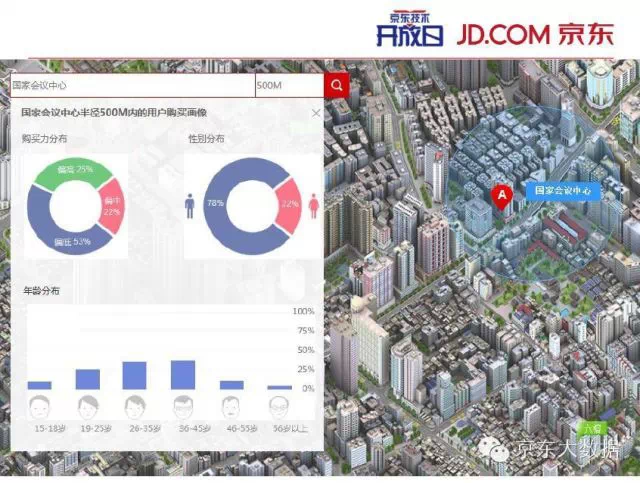 京东技术
开放日
JD.COM 京东
国家会议中心
500M
国家会议中心半径500M内的用户购买画像
购买力分布
性别分布
偏高 25%
偏中
22%
偏底 53%
78%
22%
A
国家会议中心
年龄分布
100%
75%
50%
25%
0%
15-18岁
19-25岁
26-35岁
36-45岁
46-55岁
56岁以上
京东大数据